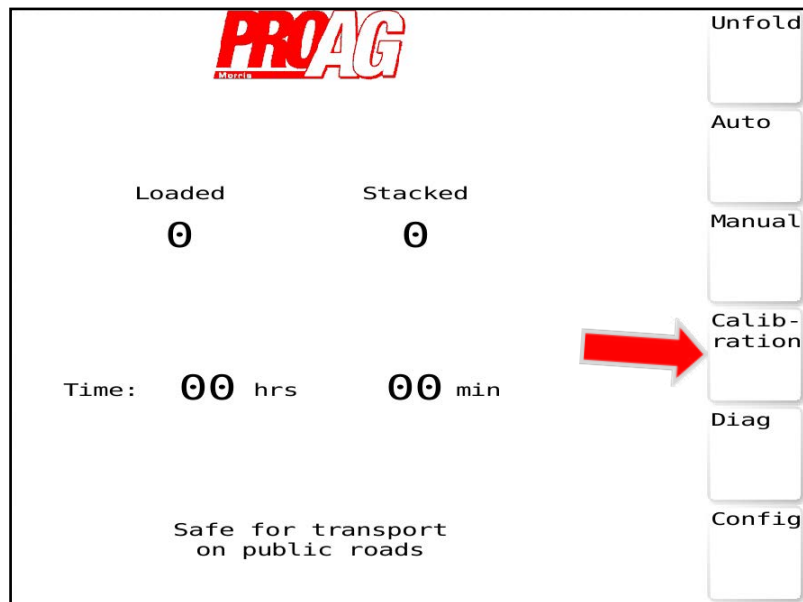 PROAG
Morris
Unfold
Auto
Loaded
Stacked
0
0
Manual
Calib-
ration
Time: 00 hrs 00 min
Diag
Safe for transport
on public roads
Config